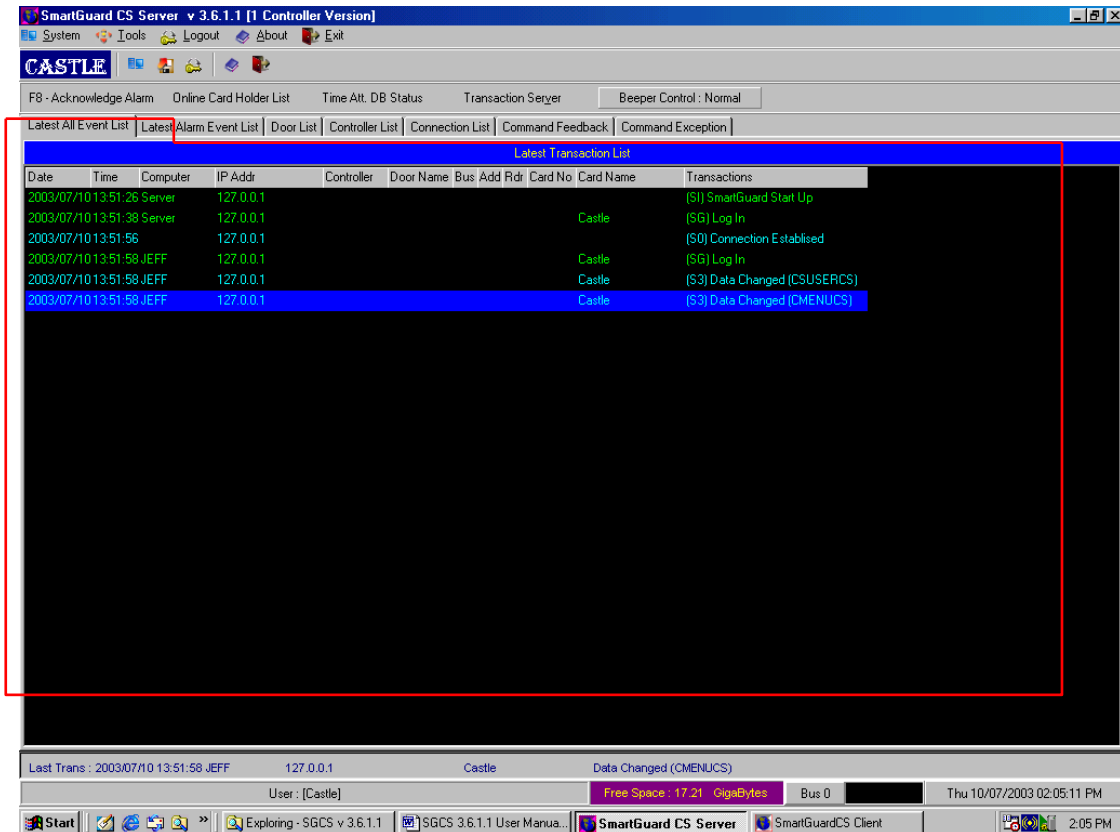 SmartGuard CS Server v 3.6.1.1 [1 Controller Version]
System Tools Logout About Exit
CASTLE
F8 - Acknowledge Alarm Online Card Holder List Time Att. DB Status Transaction Server Beeper Control : Normal
Latest All Event List Latest Alarm Event List Door List Controller List Connection List Command Feedback Command Exception
Latest Transaction List
Date Time Computer IP Addr Controller Door Name Bus Add Rdr Card No Card Name Transactions
2003/07/10 13:51:26 Server 127.0.0.1 (SI) SmartGuard Start Up
2003/07/10 13:51:38 Server 127.0.0.1 Castle (SG) Log In
2003/07/10 13:51:56 127.0.0.1 (S0) Connection Establised
2003/07/10 13:51:58 JEFF 127.0.0.1 Castle (SG) Log In
2003/07/10 13:51:58 JEFF 127.0.0.1 Castle (S3) Data Changed (CSUSERCS)
2003/07/10 13:51:58 JEFF 127.0.0.1 Castle (S3) Data Changed (CMENUCS)
Last Trans : 2003/07/10 13:51:58 JEFF 127.0.0.1 Castle Data Changed (CMENUCS)
User : [Castle] Free Space : 17.21 GigaBytes Bus 0 Thu 10/07/2003 02:05:11 PM
Start » Exploring - SGCS v 3.6.1.1 SGCS 3.6.1.1 User Manua... SmartGuard CS Server SmartGuardCS Client 2:05 PM